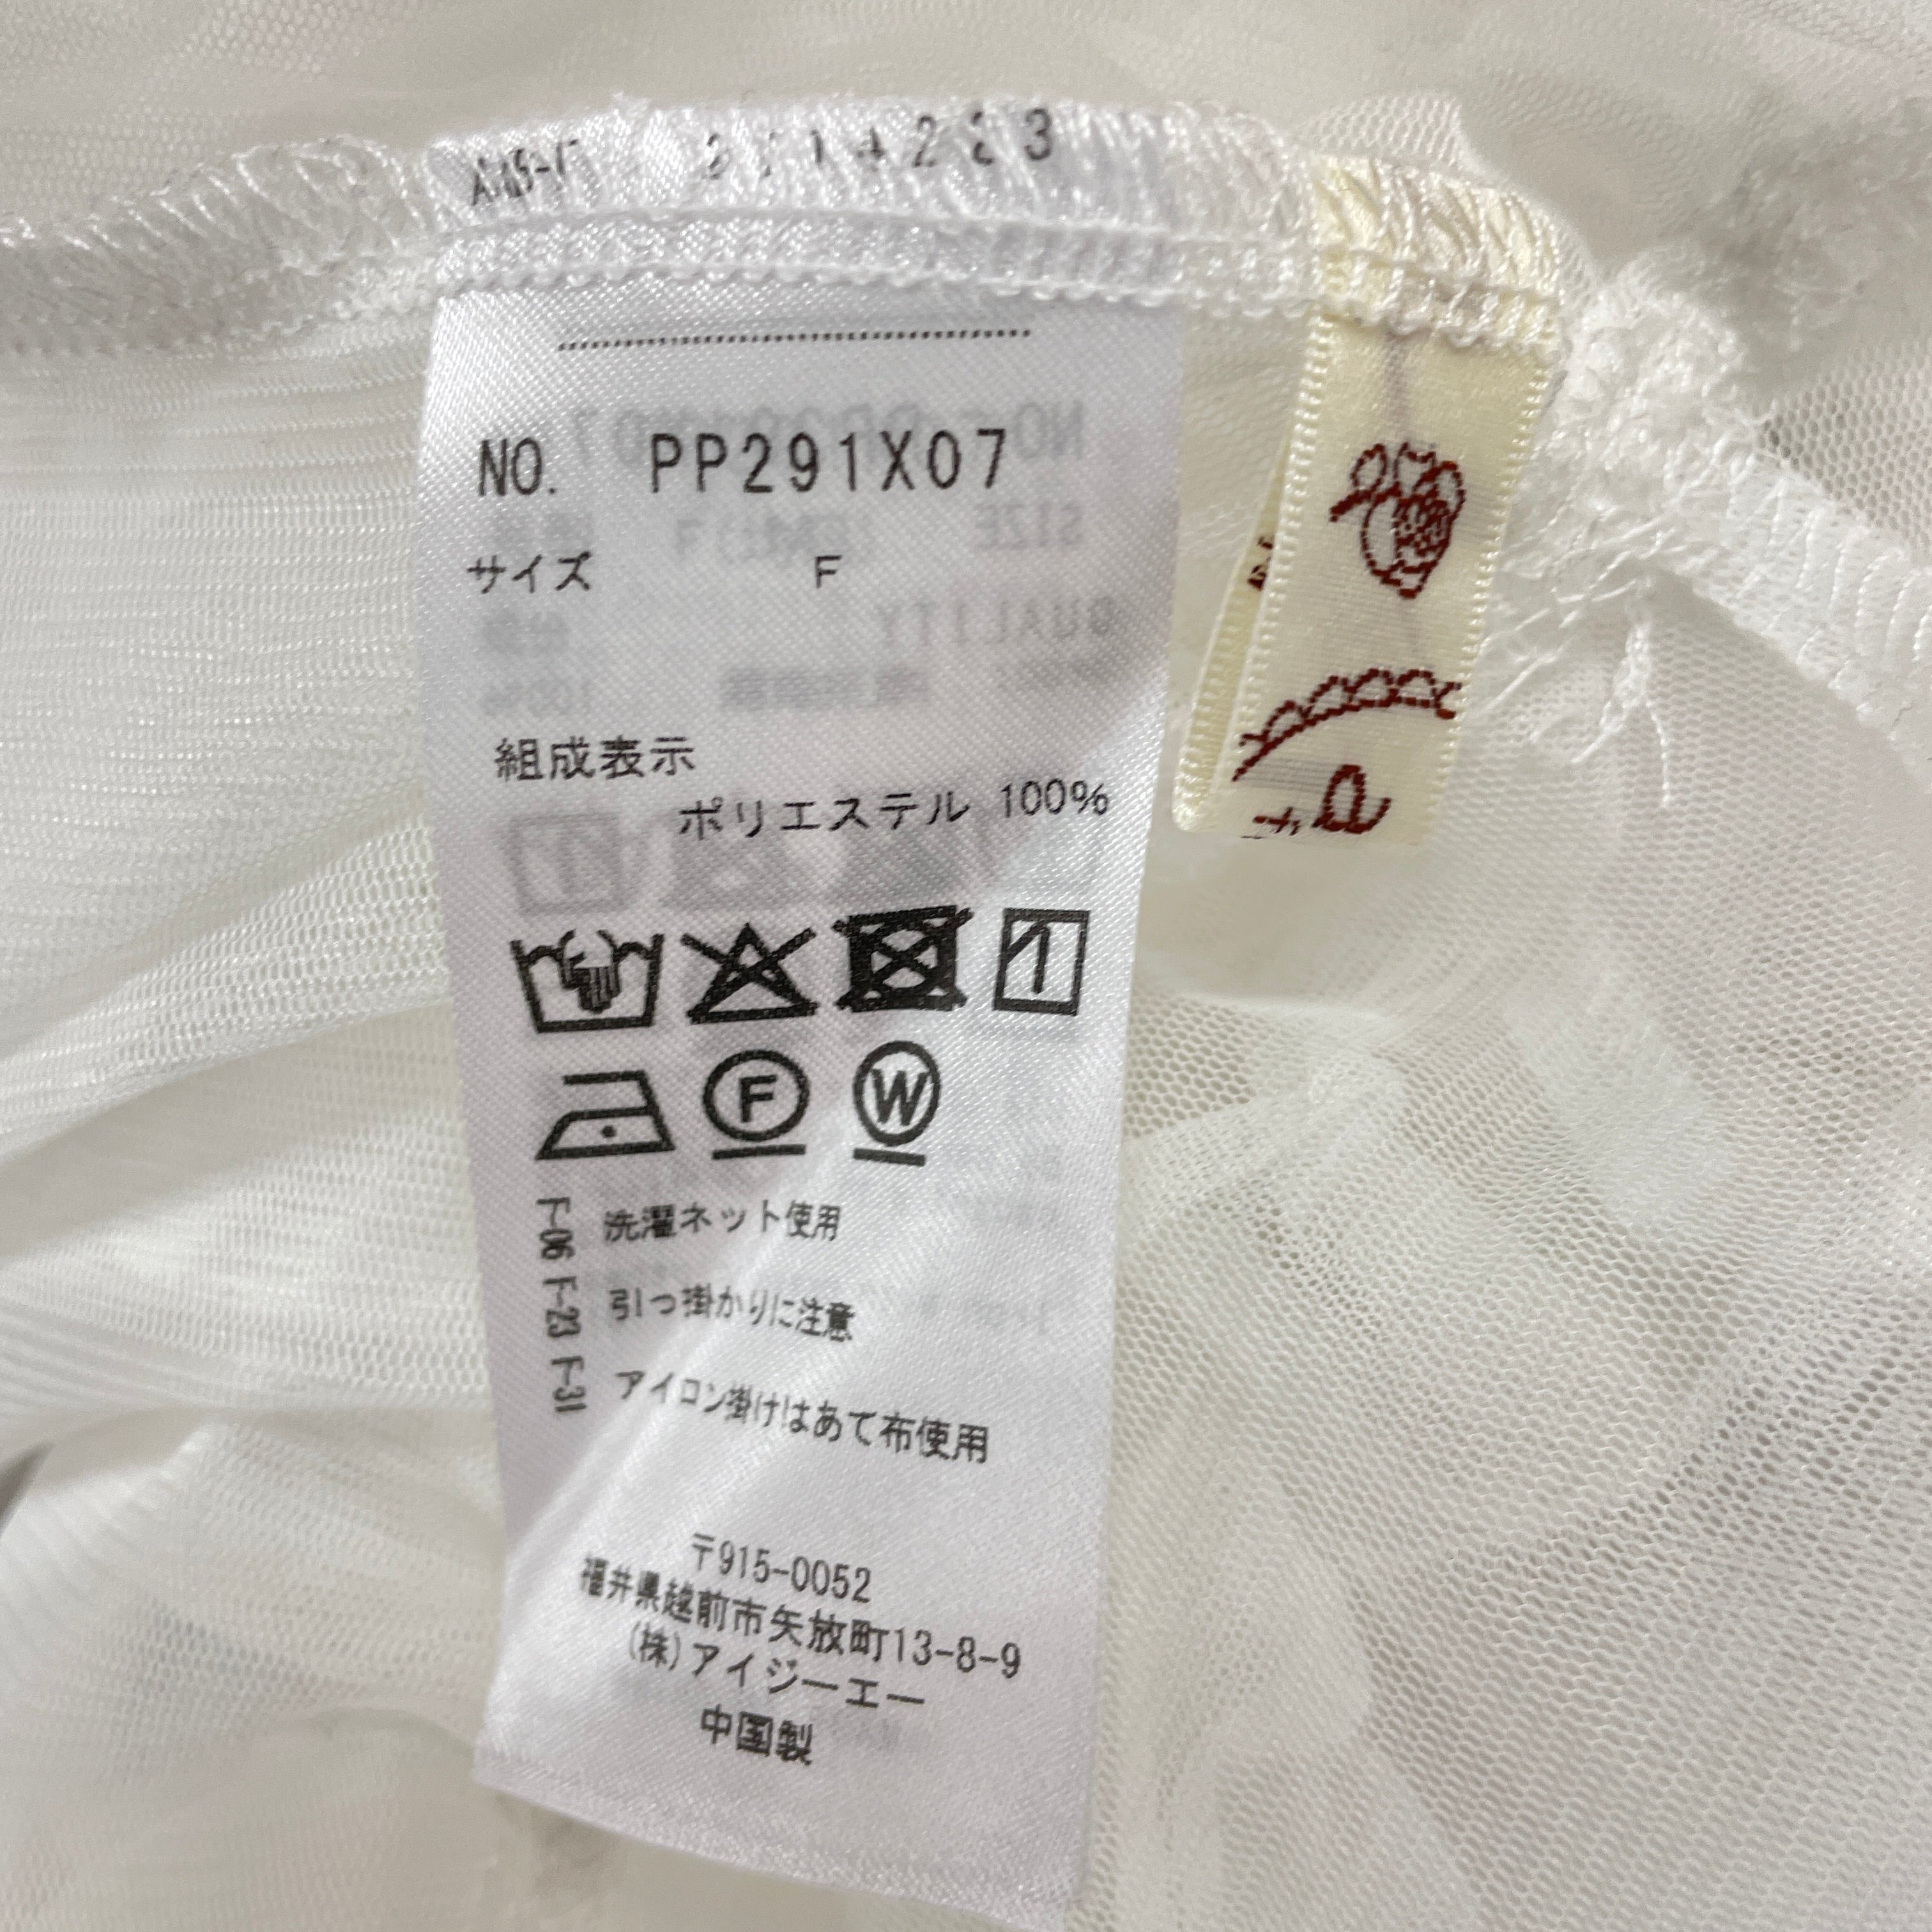 NO. PP291X07
サイズ F
組成表示
ポリエステル 100%
F
W
F-06 F-23 F-31
洗濯ネット使用
引っ掛かりに注意
アイロン掛けはあて布使用
〒915-0052
福井県越前市矢放町13-8-9
(株)アイジーエー
中国製